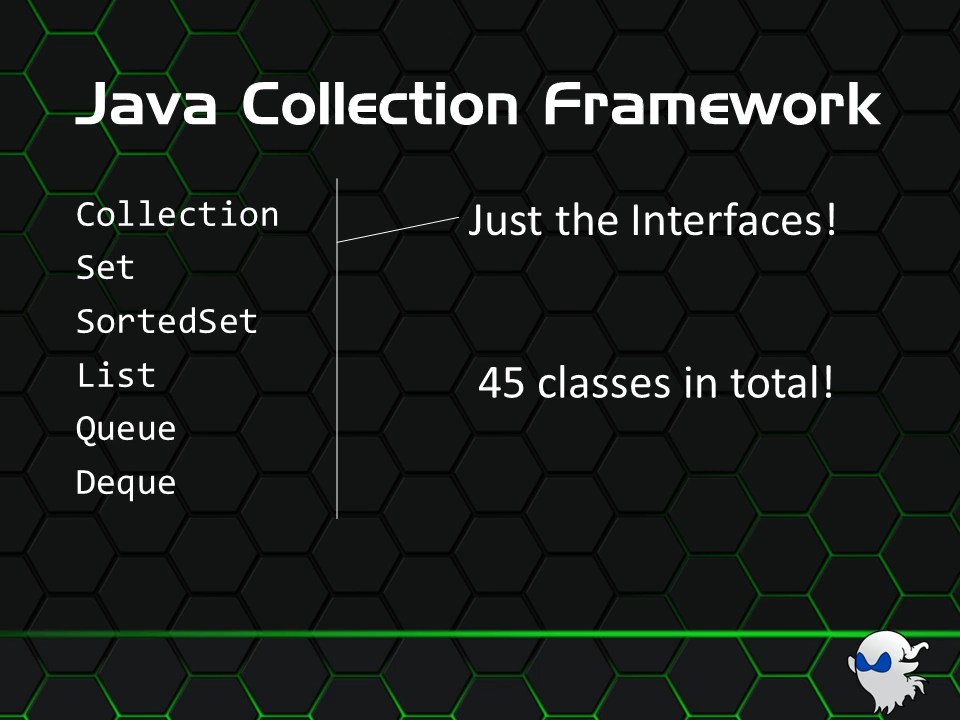 Java Collection Framework
Collection
Set
SortedSet
List
Queue
Deque
Just the Interfaces!
45 classes in total!